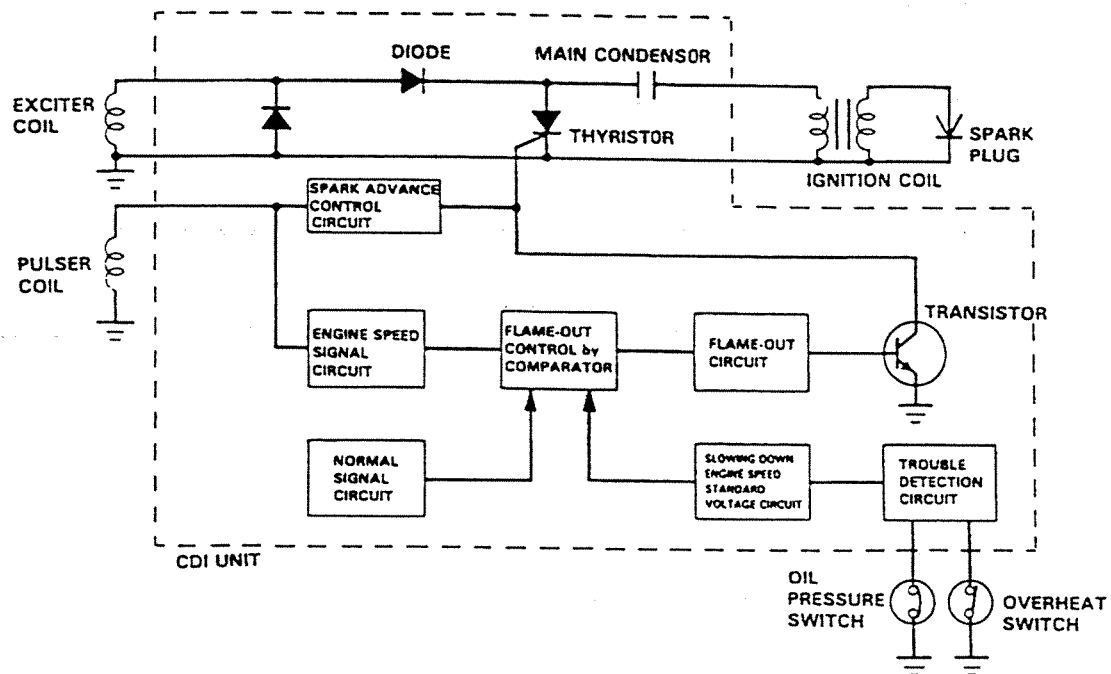 DIODE
MAIN CONDENSOR
EXCITER
COIL
THYRISTOR
SPARK
PLUG
IGNITION COIL
SPARK ADVANCE
CONTROL
CIRCUIT
PULSER
COIL
TRANSISTOR
ENGINE SPEED
SIGNAL
CIRCUIT
FLAME-OUT
CONTROL by
COMPARATOR
FLAME-OUT
CIRCUIT
NORMAL
SIGNAL
CIRCUIT
SLOWING DOWN
ENGINE SPEED
STANDARD
VOLTAGE CIRCUIT
TROUBLE
DETECTION
CIRCUIT
CDI UNIT
OIL
PRESSURE
SWITCH
OVERHEAT
SWITCH